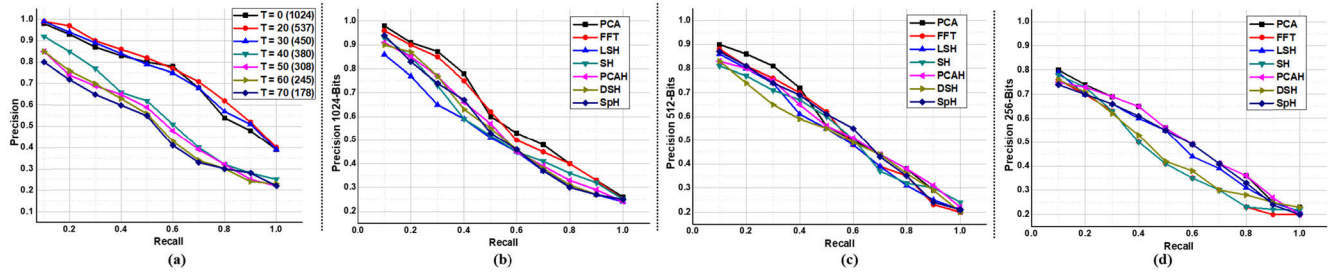 Precision
0.9
0.8
0.7
0.6
0.5
0.4
0.3
0.2
0.1
T = 0 (1024)
T = 20 (537)
T = 30 (450)
T = 40 (380)
T = 50 (308)
T = 60 (245)
T = 70 (178)
0.2 0.4 0.6 0.8 1.0
Recall
(a)
Precision 1024-Bits
1.0
0.9
0.8
0.7
0.6
0.5
0.4
0.3
0.2
PCA
FFT
LSH
SH
PCAH
DSH
SpH
0.0 0.2 0.4 0.6 0.8 1.0
Recall
(b)
Precision 512-Bits
1.0
0.9
0.8
0.7
0.6
0.5
0.4
0.3
0.2
PCA
FFT
LSH
SH
PCAH
DSH
SpH
0.0 0.2 0.4 0.6 0.8 1.0
Recall
(c)
Precision 256-Bits
1.0
0.9
0.8
0.7
0.6
0.5
0.4
0.3
0.2
PCA
FFT
LSH
SH
PCAH
DSH
SpH
0.0 0.2 0.4 0.6 0.8 1.0
Recall
(d)